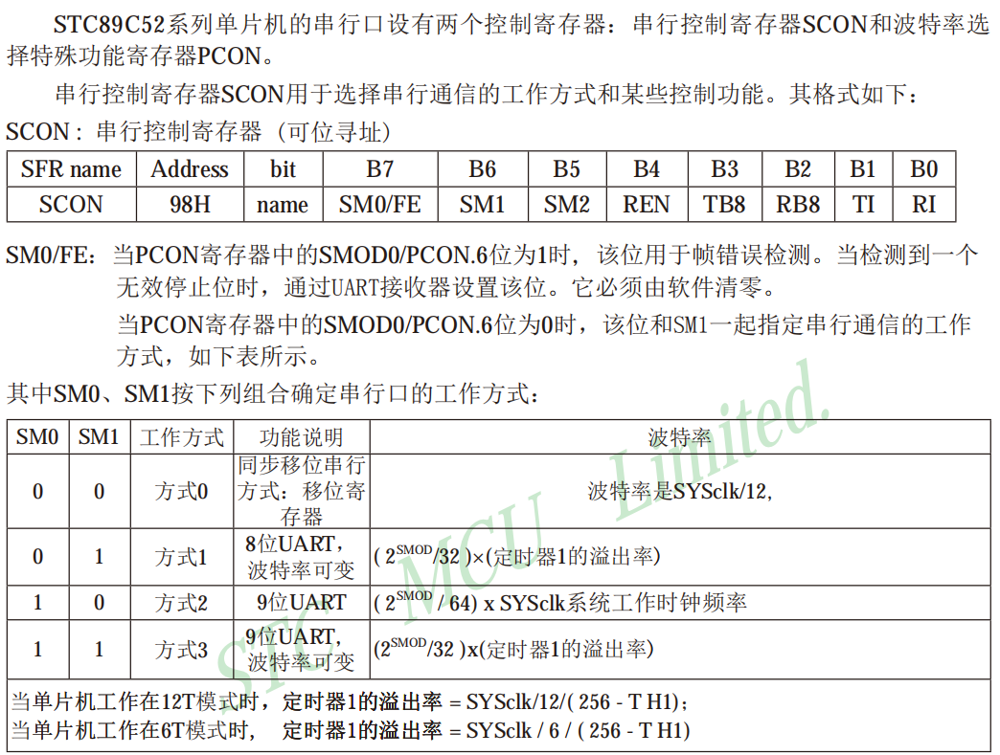 STC89C52系列单片机的串行口设有两个控制寄存器：串行控制寄存器SCON和波特率选
择特殊功能寄存器PCON。
串行控制寄存器SCON用于选择串行通信的工作方式和某些控制功能。其格式如下：
SCON : 串行控制寄存器 (可位寻址)
SFR name Address bit B7 B6 B5 B4 B3 B2 B1 B0
SCON 98H name SM0/FE SM1 SM2 REN TB8 RB8 TI RI
SM0/FE：当PCON寄存器中的SMOD0/PCON.6位为1时，该位用于帧错误检测。当检测到一个
无效停止位时，通过UART接收器设置该位。它必须由软件清零。
当PCON寄存器中的SMOD0/PCON.6位为0时，该位和SM1一起指定串行通信的工作
方式，如下表所示。
其中SM0、SM1按下列组合确定串行口的工作方式：
SM0 SM1 工作方式 功能说明 波特率
0 0 方式0 同步移位串行
方式：移位寄
存器 波特率是SYSclk/12,
0 1 方式1 8位UART，
波特率可变 ( 2^SMOD/32 )×(定时器1的溢出率)
1 0 方式2 9位UART ( 2^SMOD / 64) x SYSclk系统工作时钟频率
1 1 方式3 9位UART，
波特率可变 (2^SMOD/32 )x(定时器1的溢出率)
当单片机工作在12T模式时，定时器1的溢出率 = SYSclk/12/( 256 - T H1)；
当单片机工作在6T模式时， 定时器1的溢出率 = SYSclk / 6 / ( 256 - T H1)
STC MCU Limited.